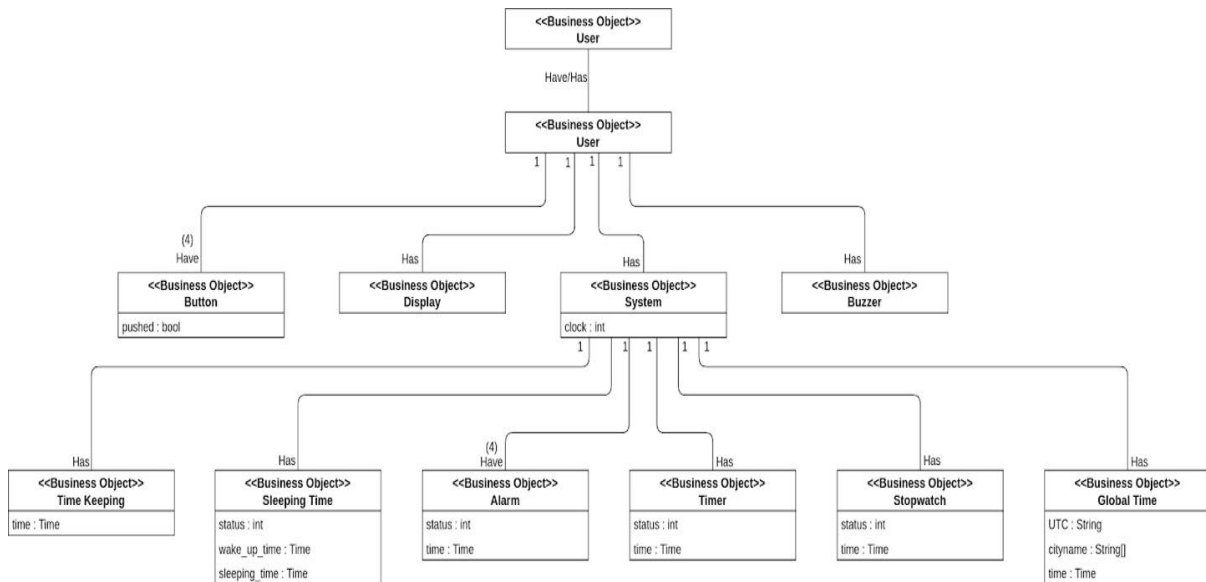 <<Business Object>>
User
Have/Has
<<Business Object>>
User
1
1
1
1
(4)
Have
Has
Has
Has
<<Business Object>>
Button
pushed : bool
<<Business Object>>
Display
<<Business Object>>
System
clock : int
<<Business Object>>
Buzzer
1
1
1
1
1
Has
Has
(4)
Have
Has
Has
Has
<<Business Object>>
Time Keeping
time : Time
<<Business Object>>
Sleeping Time
status : int
wake_up_time : Time
sleeping_time : Time
<<Business Object>>
Alarm
status : int
time : Time
<<Business Object>>
Timer
status : int
time : Time
<<Business Object>>
Stopwatch
status : int
time : Time
<<Business Object>>
Global Time
UTC : String
cityname : String[]
time : Time